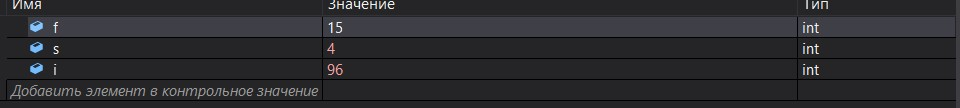 Имя Значение Тип
f 15 int
s 4 int
i 96 int
Добавить элемент в контрольное значение